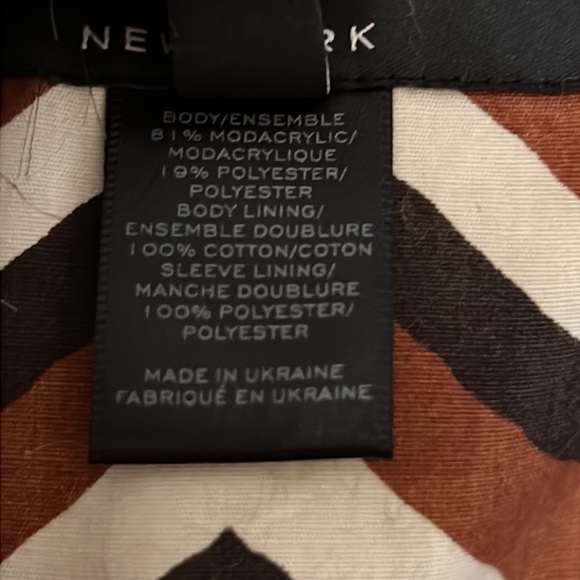 BODY/ENSEMBLE
81% MODACRYLIC/
MODACRYLIQUE
19% POLYESTER/
POLYESTER
BODY LINING/
ENSEMBLE DOUBLURE
100% COTTON/COTON
SLEEVE LINING/
MANCHE DOUBLURE
100% POLYESTER/
POLYESTER
MADE IN UKRAINE
FABRIQUÉ EN UKRAINE